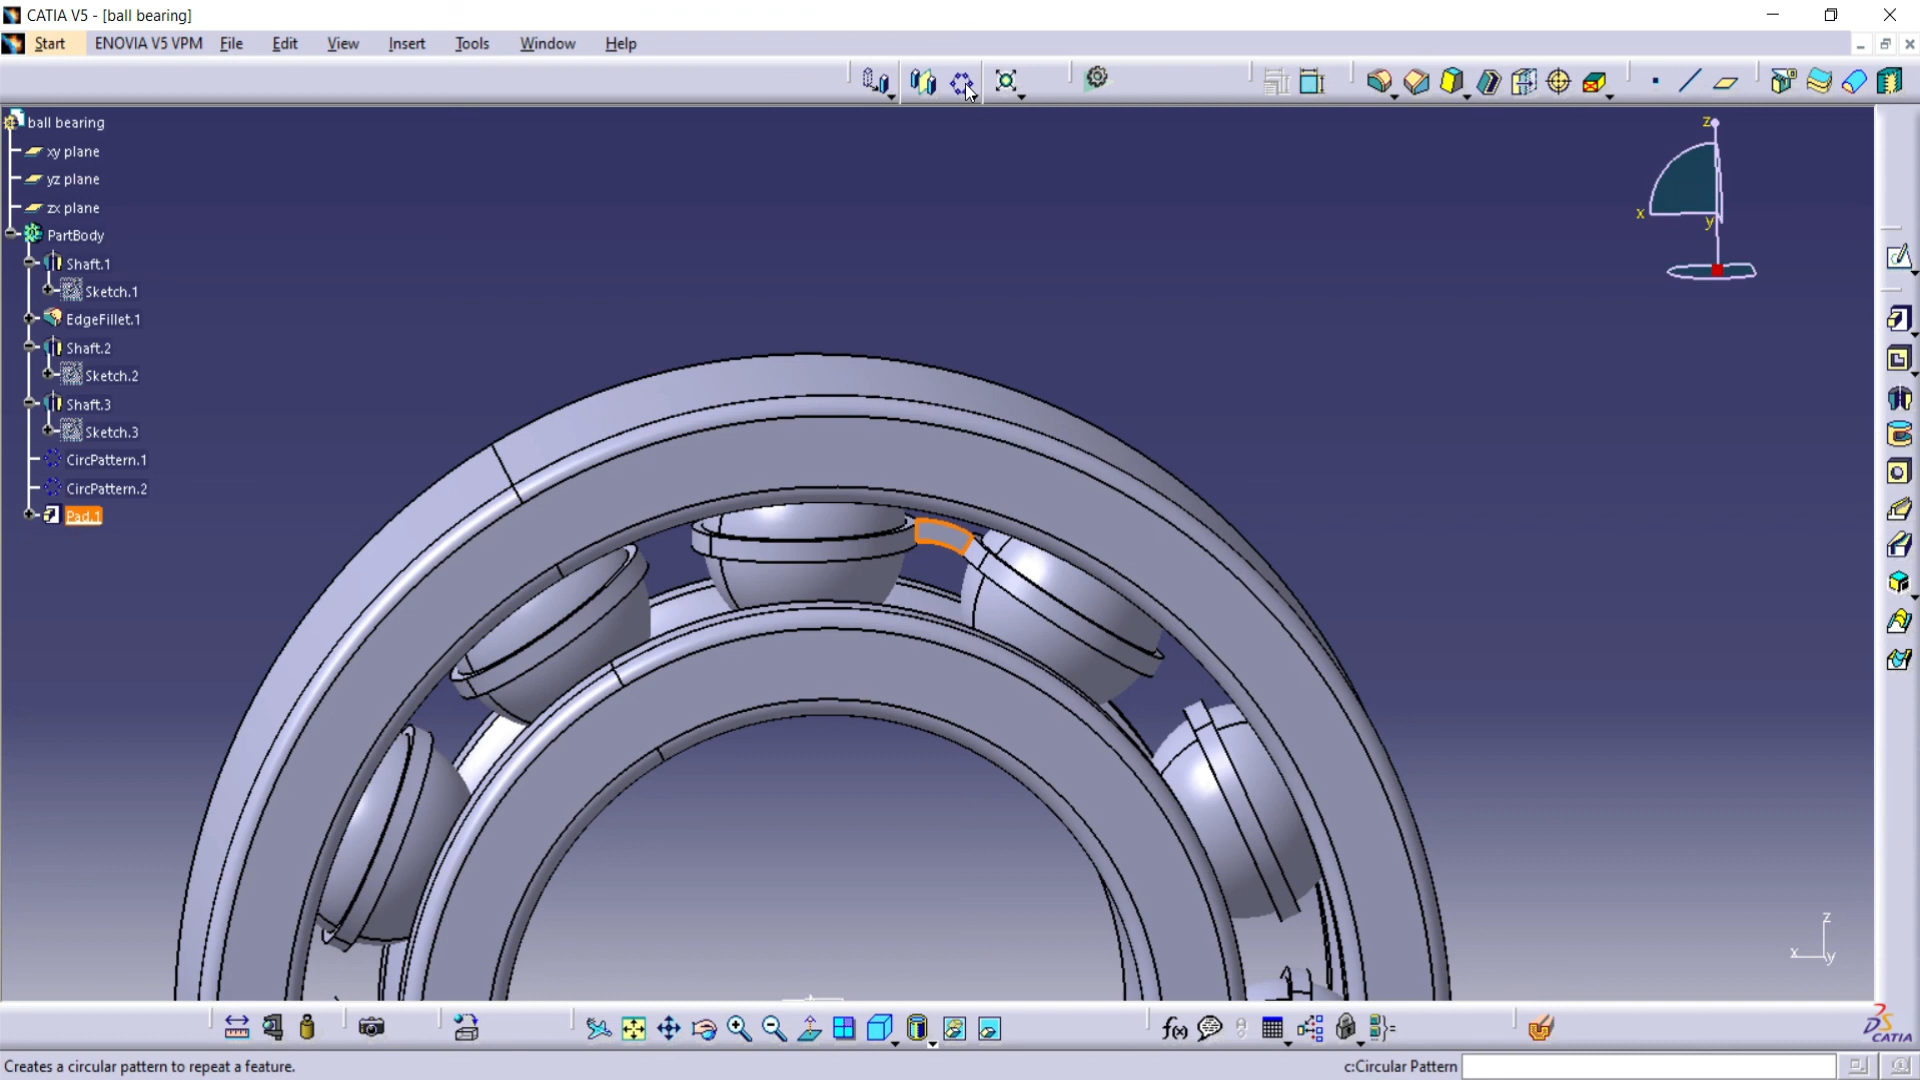 CATIA V5 - [ball bearing]
Start ENOVIA V5 VPM File Edit View Insert Tools Window Help
ball bearing
xy plane
yz plane
zx plane
PartBody
Shaft.1
Sketch.1
EdgeFillet.1
Shaft.2
Sketch.2
Shaft.3
Sketch.3
CircPattern.1
CircPattern.2
Pad.1
z
x
y
z
x
y
f(x)
CATIA
Creates a circular pattern to repeat a feature.
c:Circular Pattern